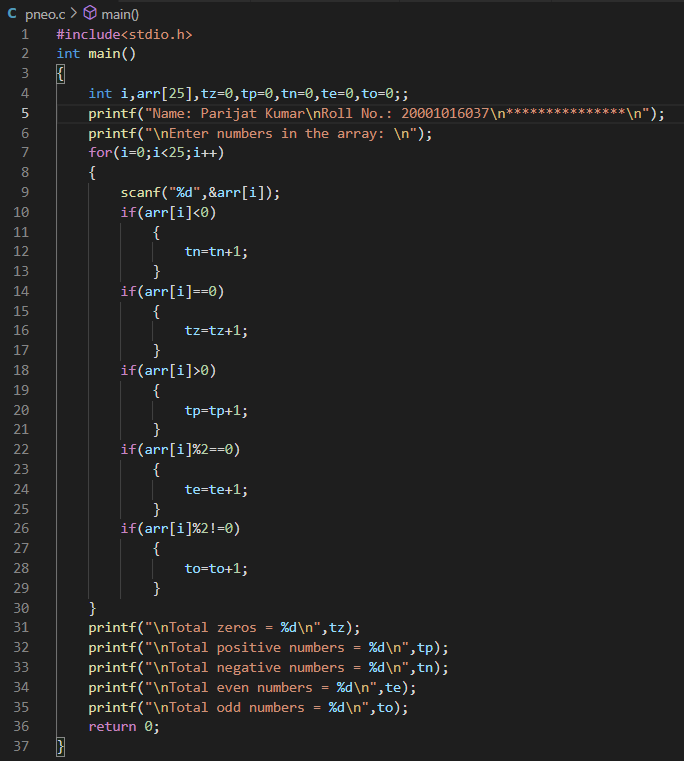 C pneo.c > main()
1 #include<stdio.h>
2 int main()
3 {
4     int i,arr[25],tz=0,tp=0,tn=0,te=0,to=0;;
5     printf("Name: Parijat Kumar\nRoll No.: 20001016037\n***************\n");
6     printf("\nEnter numbers in the array: \n");
7     for(i=0;i<25;i++)
8     {
9         scanf("%d",&arr[i]);
10         if(arr[i]<0)
11             {
12                 tn=tn+1;
13             }
14         if(arr[i]==0)
15             {
16                 tz=tz+1;
17             }
18         if(arr[i]>0)
19             {
20                 tp=tp+1;
21             }
22         if(arr[i]%2==0)
23             {
24                 te=te+1;
25             }
26         if(arr[i]%2!=0)
27             {
28                 to=to+1;
29             }
30     }
31     printf("\nTotal zeros = %d\n",tz);
32     printf("\nTotal positive numbers = %d\n",tp);
33     printf("\nTotal negative numbers = %d\n",tn);
34     printf("\nTotal even numbers = %d\n",te);
35     printf("\nTotal odd numbers = %d\n",to);
36     return 0;
37 }